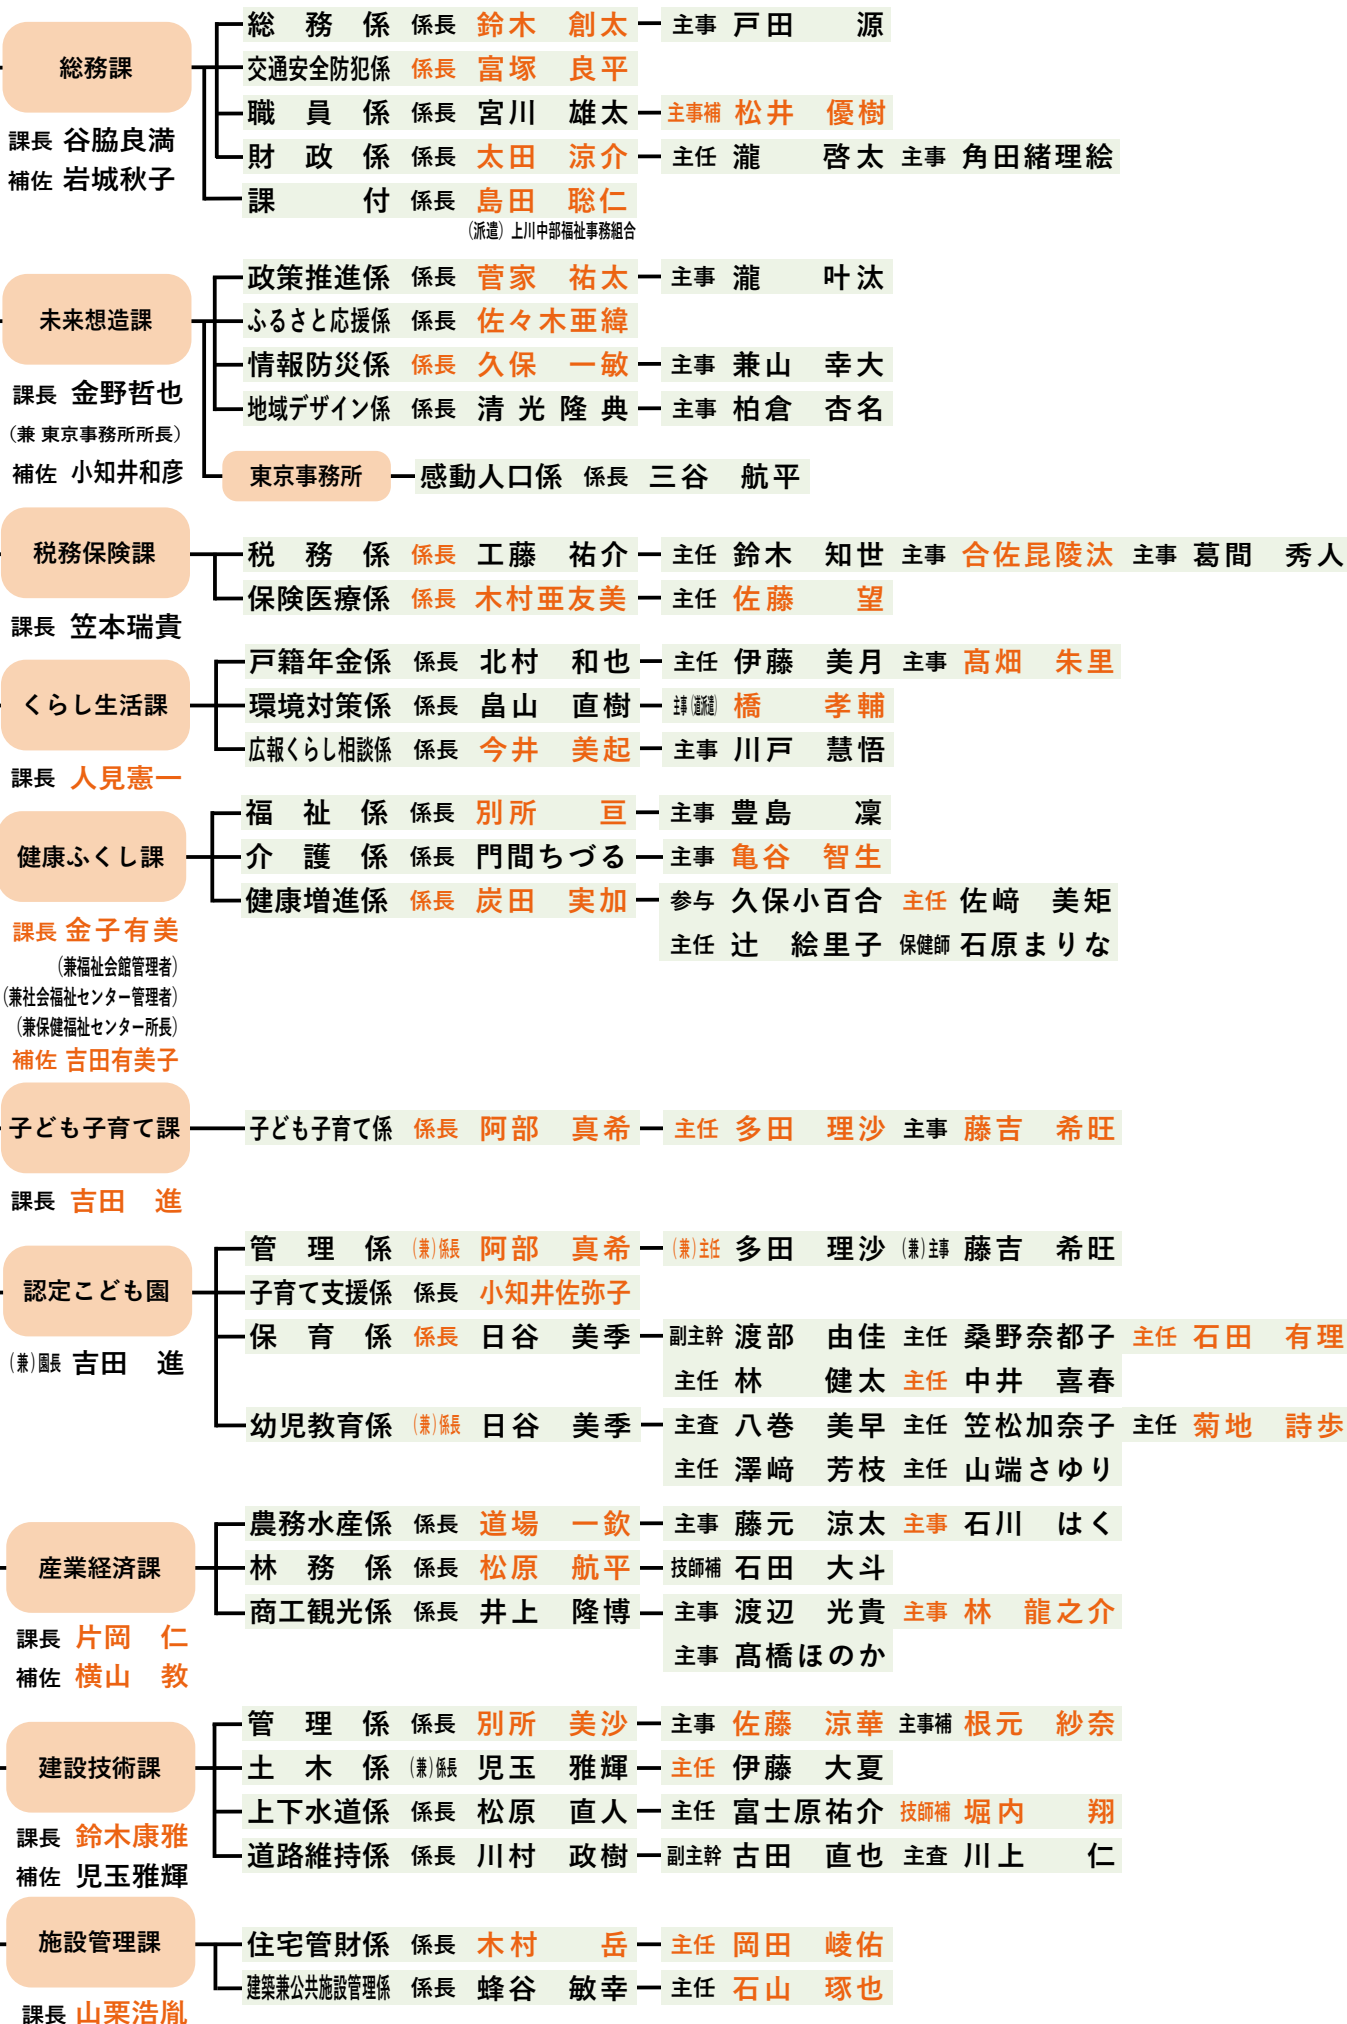 総務課
課長 谷脇良満
補佐 岩城秋子
総務係 係長 鈴木 創太 主事 戸田 源
交通安全防犯係 係長 富塚 良平
職員係 係長 宮川 雄太 主事補 松井 優樹
財政係 係長 太田 涼介 主任 瀧 啓太 主事 角田緒理絵
課付 係長 島田 聡仁
（派遣）上川中部福祉事務組合
未来想造課
課長 金野哲也
（兼 東京事務所所長）
補佐 小知井和彦
政策推進係 係長 菅家 祐太 主事 瀧 叶汰
ふるさと応援係 係長 佐々木亜緯
情報防災係 係長 久保 一敏 主事 兼山 幸大
地域デザイン係 係長 清光隆典 主事 柏倉 杏名
東京事務所 感動人口係 係長 三谷 航平
税務保険課
課長 笠本瑞貴
税務係 係長 工藤 祐介 主任 鈴木 知世 主事 合佐毘陵汰 主事 葛間 秀人
保険医療係 係長 木村亜友美 主任 佐藤 望
くらし生活課
課長 人見憲一
戸籍年金係 係長 北村 和也 主任 伊藤 美月 主事 髙畑 朱里
環境対策係 係長 畠山 直樹 主事（道派遣） 橋 孝輔
広報くらし相談係 係長 今井 美起 主事 川戸 慧悟
健康ふくし課
課長 金子有美
（兼福祉会館管理者）
（兼社会福祉センター管理者）
（兼保健福祉センター所長）
補佐 吉田有美子
福祉係 係長 別所 亘 主事 豊島 凜
介護係 係長 門間ちづる 主事 亀谷 智生
健康増進係 係長 炭田 実加 参与 久保小百合 主任 佐﨑 美矩
主任 辻 絵里子 保健師 石原まりな
子ども子育て課
課長 吉田 進
子ども子育て係 係長 阿部 真希 主任 多田 理沙 主事 藤吉 希旺
認定こども園
（兼）園長 吉田 進
管理係 （兼）係長 阿部 真希 （兼）主任 多田 理沙 （兼）主事 藤吉 希旺
子育て支援係 係長 小知井佐弥子
保育係 係長 日谷 美季 副主幹 渡部 由佳 主任 桑野奈都子 主任 石田 有理
主任 林 健太 主任 中井 喜春
幼児教育係 （兼）係長 日谷 美季 主査 八巻 美早 主任 笠松加奈子 主任 菊地 詩歩
主任 澤﨑 芳枝 主任 山端さゆり
産業経済課
課長 片岡 仁
補佐 横山 教
農務水産係 係長 道場 一欽 主事 藤元 涼太 主事 石川 はく
林務係 係長 松原 航平 技師補 石田 大斗
商工観光係 係長 井上 隆博 主事 渡辺 光貴 主事 林 龍之介
主事 髙橋ほのか
建設技術課
課長 鈴木康雅
補佐 児玉雅輝
管理係 係長 別所 美沙 主事 佐藤 涼華 主事補 根元 紗奈
土木係 （兼）係長 児玉 雅輝 主任 伊藤 大夏
上下水道係 係長 松原 直人 主任 富士原祐介 技師補 堀内 翔
道路維持係 係長 川村 政樹 副主幹 古田 直也 主査 川上 仁
施設管理課
課長 山栗浩胤
住宅管財係 係長 木村 岳 主任 岡田 崚佑
建築兼公共施設管理係 係長 蜂谷 敏幸 主任 石山 琢也